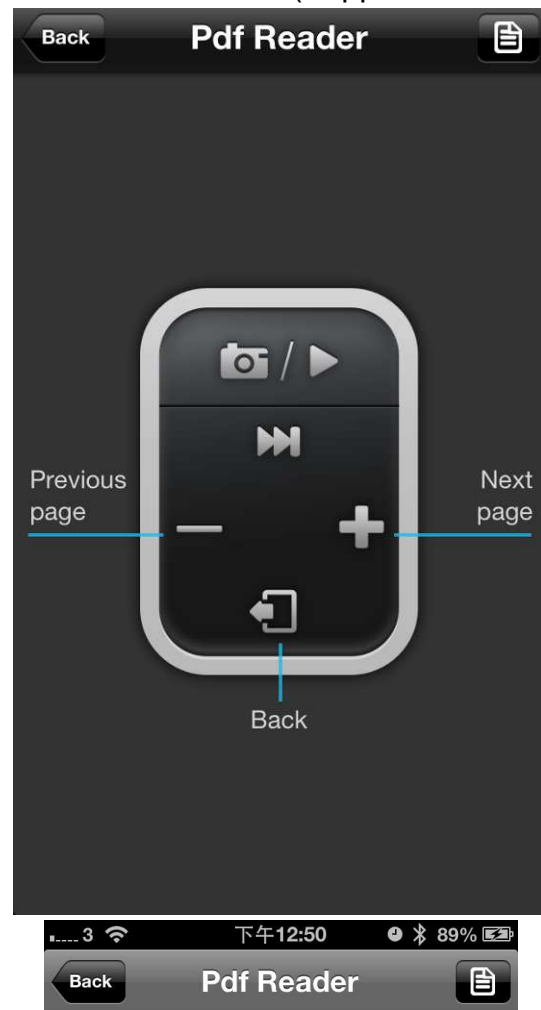 Back Pdf Reader
Previous
page
Next
page
Back
3 下午12:50 89%
Back Pdf Reader